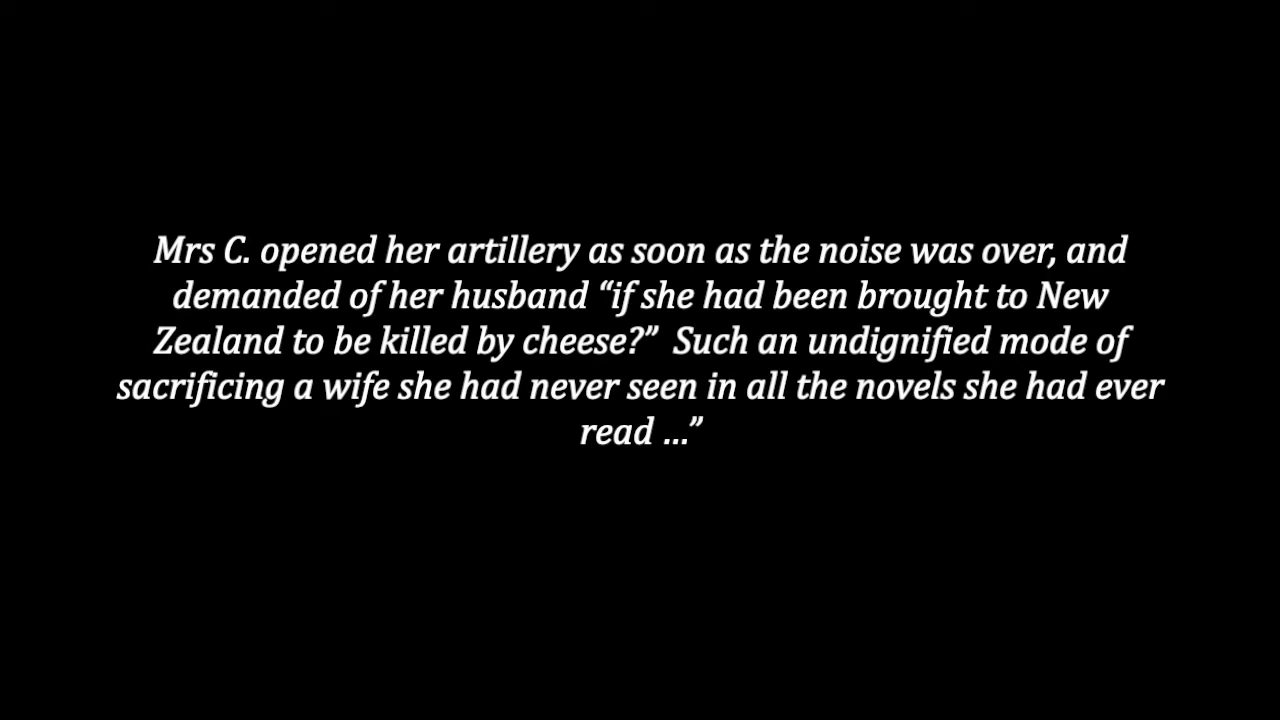 Mrs C. opened her artillery as soon as the noise was over, and
demanded of her husband “if she had been brought to New
Zealand to be killed by cheese?”  Such an undignified mode of
sacrificing a wife she had never seen in all the novels she had ever
read …”